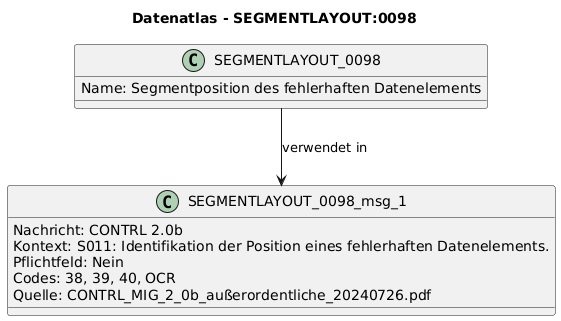 Datenatlas - SEGMENTLAYOUT:0098
C SEGMENTLAYOUT_0098
Name: Segmentposition des fehlerhaften Datenelements
verwendet in
C SEGMENTLAYOUT_0098_msg_1
Nachricht: CONTRL 2.0b
Kontext: S011: Identifikation der Position eines fehlerhaften Datenelements.
Pflichtfeld: Nein
Codes: 38, 39, 40, OCR
Quelle: CONTRL_MIG_2_0b_außerordentliche_20240726.pdf